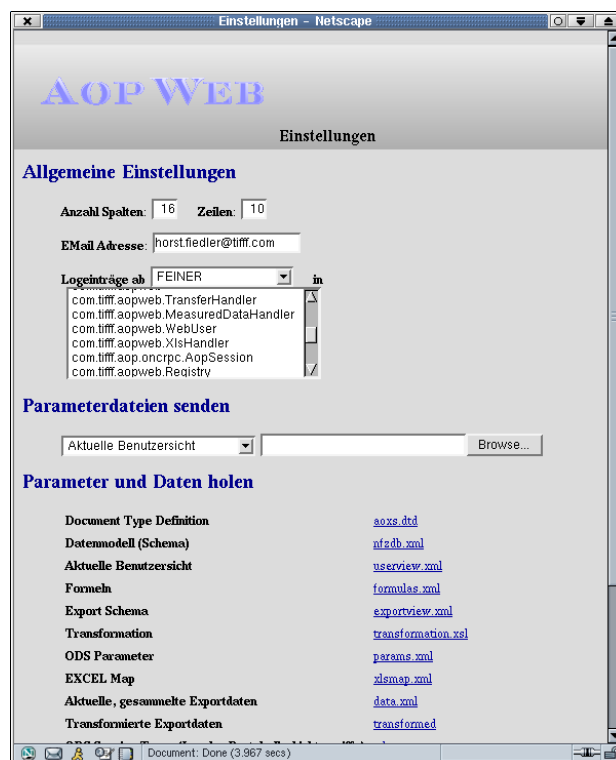 Einstellungen - Netscape
AOP WEB
Einstellungen
Allgemeine Einstellungen
Anzahl Spalten: 16 Zeilen: 10
EMail Adresse: horst.fiedler@tifff.com
Logeinträge ab FEINER in
com.tifff.aopweb.TransferHandler
com.tifff.aopweb.MeasuredDataHandler
com.tifff.aopweb.WebUser
com.tifff.aopweb.XlsHandler
com.tifff.aop.oncrpc.AopSession
com.tifff.aopweb.Registry
Parameterdateien senden
Aktuelle Benutzersicht Browse...
Parameter und Daten holen
Document Type Definition aoxs.dtd
Datenmodell (Schema) nfzdb.xml
Aktuelle Benutzersicht userview.xml
Formeln formulas.xml
Export Schema exportview.xml
Transformation transformation.xsl
ODS Parameter params.xml
EXCEL Map xlsmap.xml
Aktuelle, gesammelte Exportdaten data.xml
Transformierte Exportdaten transformed
Document: Done (3.967 secs)